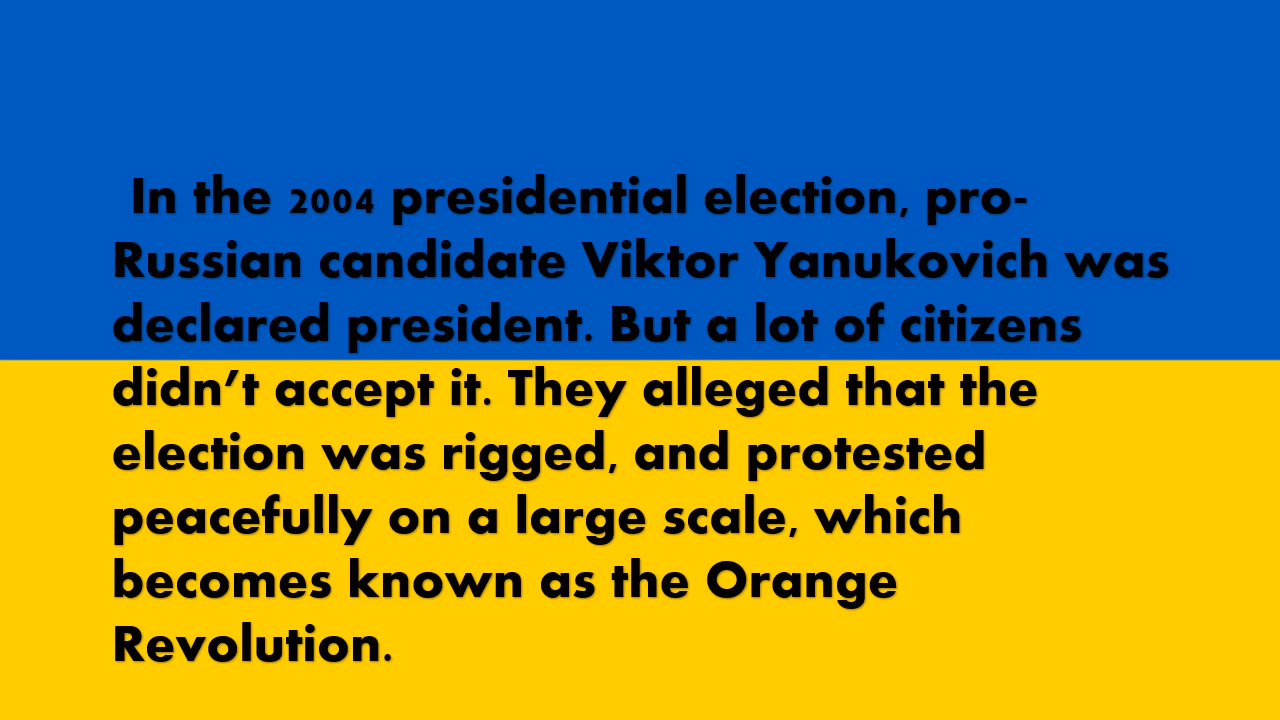 In the 2004 presidential election, pro-
Russian candidate Viktor Yanukovich was
declared president. But a lot of citizens
didn’t accept it. They alleged that the
election was rigged, and protested
peacefully on a large scale, which
becomes known as the Orange
Revolution.